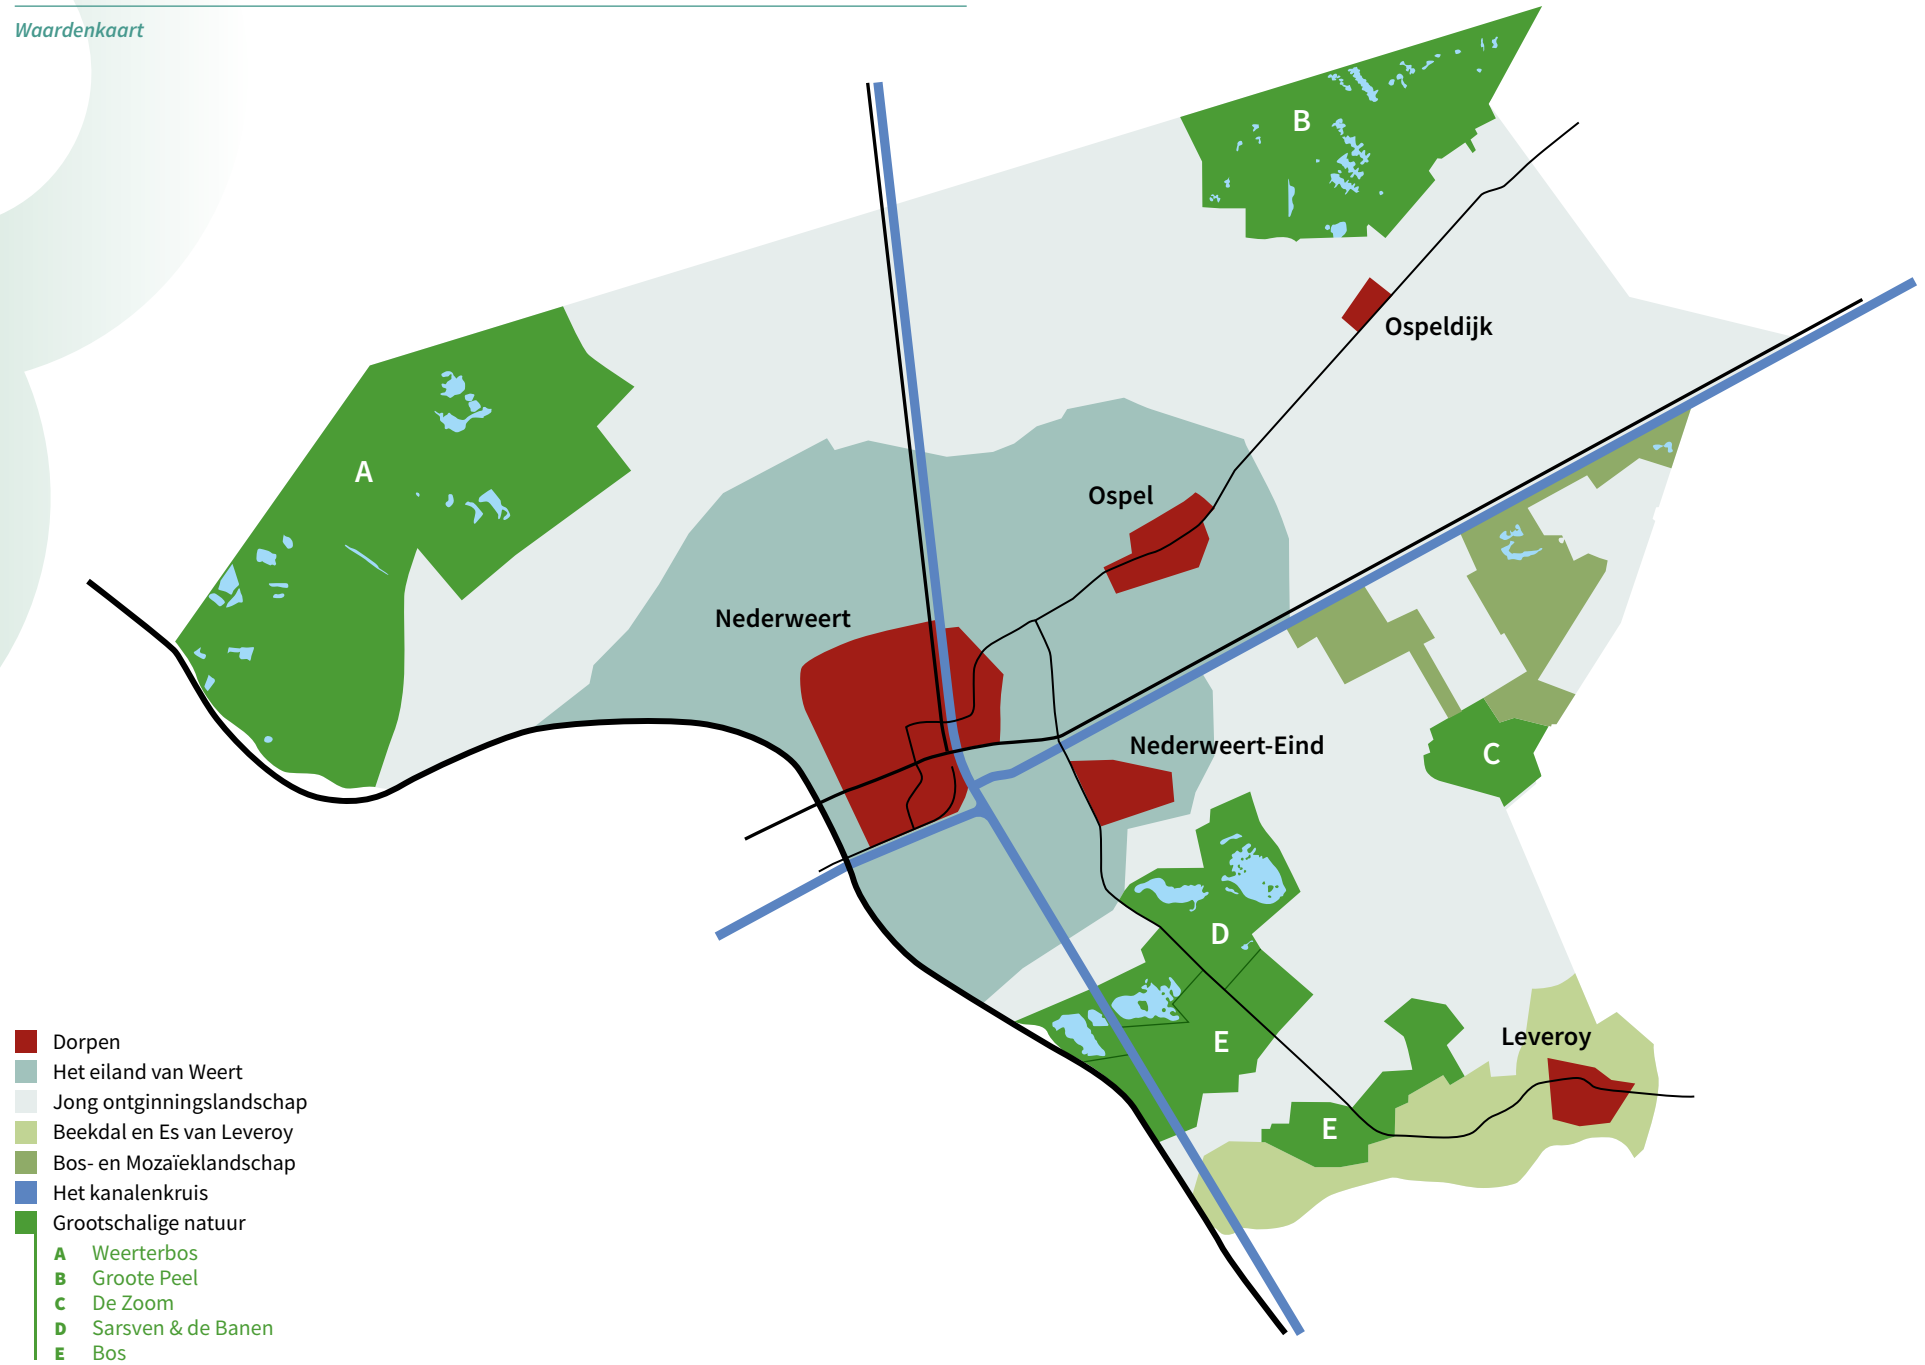 Waardenkaart
B
Ospeldijk
A
Ospel
Nederweert
Nederweert-Eind
C
D
E
Leveroy
E
Dorpen
Het eiland van Weert
Jong ontginningslandschap
Beekdal en Es van Leveroy
Bos- en Mozaïeklandschap
Het kanalenkruis
Grootschalige natuur
A Weerterbos
B Groote Peel
C De Zoom
D Sarsven & de Banen
E Bos